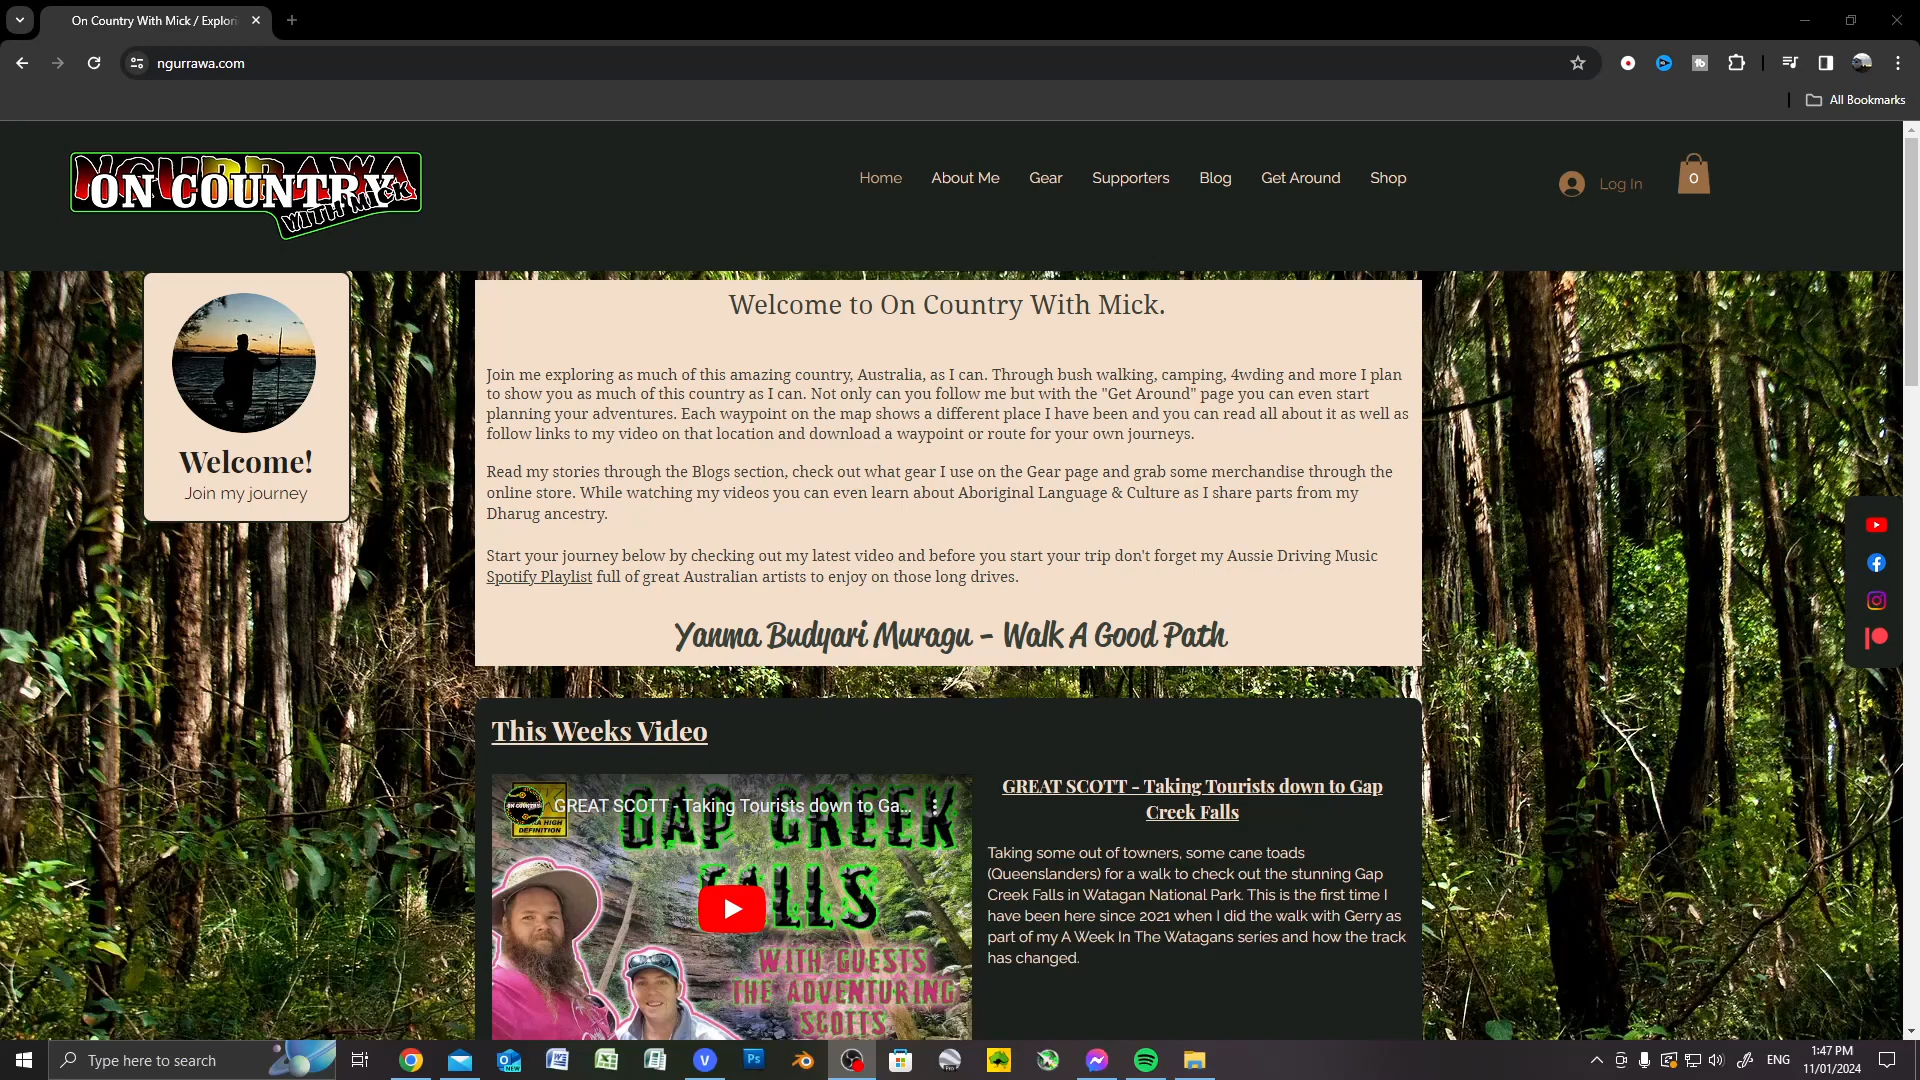 On Country With Mick / Explori
ngurrawa.com
All Bookmarks
NGURRAWA
ON COUNTRY
WITH MICK
Home
About Me
Gear
Supporters
Blog
Get Around
Shop
Log In
0
Welcome!
Join my journey
Welcome to On Country With Mick.
Join me exploring as much of this amazing country, Australia, as I can. Through bush walking, camping, 4wding and more I plan
to show you as much of this country as I can. Not only can you follow me but with the "Get Around" page you can even start
planning your adventures. Each waypoint on the map shows a different place I have been and you can read all about it as well as
follow links to my video on that location and download a waypoint or route for your own journeys.
Read my stories through the Blogs section, check out what gear I use on the Gear page and grab some merchandise through the
online store. While watching my videos you can even learn about Aboriginal Language & Culture as I share parts from my
Dharug ancestry.
Start your journey below by checking out my latest video and before you start your trip don't forget my Aussie Driving Music
Spotify Playlist full of great Australian artists to enjoy on those long drives.
Yanma Budyari Muragu - Walk A Good Path
This Weeks Video
GREAT SCOTT - Taking Tourists down to Ga...
DEFINITION
GAP CREEK
FALLS
WITH GUESTS
THE ADVENTURING
SCOTTS
GREAT SCOTT - Taking Tourists down to Gap
Creek Falls
Taking some out of towners, some cane toads
(Queenslanders) for a walk to check out the stunning Gap
Creek Falls in Watagan National Park. This is the first time I
have been here since 2021 when I did the walk with Gerry as
part of my A Week In The Watagans series and how the track
has changed.
Type here to search
ENG
1:47 PM
11/01/2024